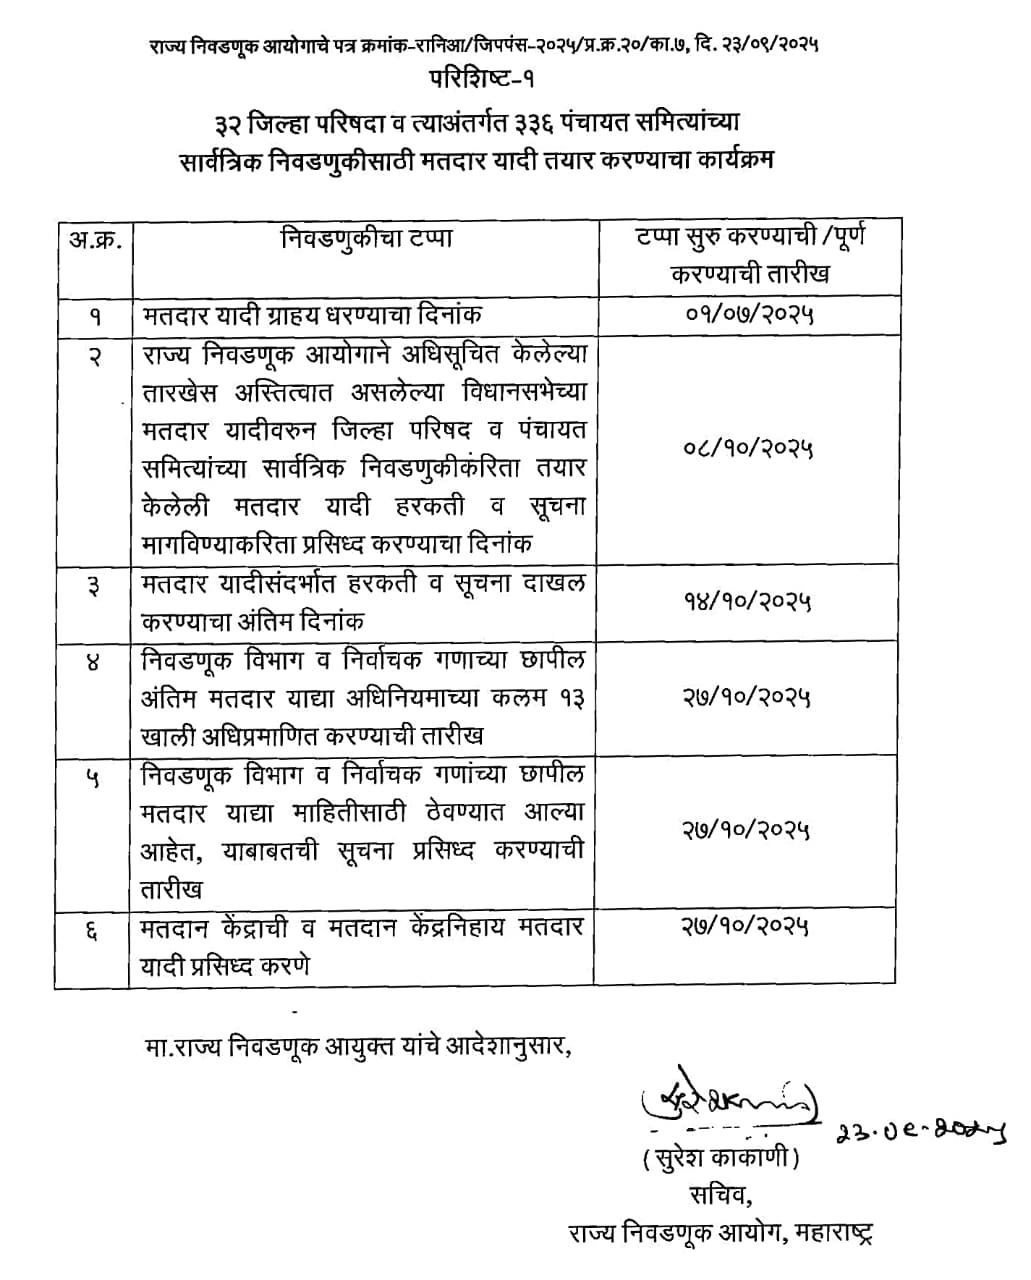 राज्य निवडणूक आयोगाचे पत्र क्रमांक-रानिआ/जिपपंस-२०२५/प्र.क्र.२०/का.७, दि. २३/०९/२०२५
परिशिष्ट-१
३२ जिल्हा परिषदा व त्याअंतर्गत ३३६ पंचायत समित्यांच्या
सार्वत्रिक निवडणुकीसाठी मतदार यादी तयार करण्याचा कार्यक्रम
अ.क्र.
निवडणुकीचा टप्पा
टप्पा सुरु करण्याची /पूर्ण
करण्याची तारीख
१
मतदार यादी ग्राहय धरण्याचा दिनांक
०१/०७/२०२५
२
राज्य निवडणूक आयोगाने अधिसूचित केलेल्या
तारखेस अस्तित्वात असलेल्या विधानसभेच्या
मतदार यादीवरुन जिल्हा परिषद व पंचायत
समित्यांच्या सार्वत्रिक निवडणुकीकरिता तयार
केलेली मतदार यादी हरकती व सूचना
मागविण्याकरिता प्रसिध्द करण्याचा दिनांक
०८/१०/२०२५
३
मतदार यादीसंदर्भात हरकती व सूचना दाखल
करण्याचा अंतिम दिनांक
१४/१०/२०२५
४
निवडणूक विभाग व निर्वाचक गणाच्या छापील
अंतिम मतदार याद्या अधिनियमाच्या कलम १३
खाली अधिप्रमाणित करण्याची तारीख
२७/१०/२०२५
५
निवडणूक विभाग व निर्वाचक गणांच्या छापील
मतदार याद्या माहितीसाठी ठेवण्यात आल्या
आहेत, याबाबतची सूचना प्रसिध्द करण्याची
तारीख
२७/१०/२०२५
६
मतदान केंद्राची व मतदान केंद्रनिहाय मतदार
यादी प्रसिध्द करणे
२७/१०/२०२५
मा.राज्य निवडणूक आयुक्त यांचे आदेशानुसार,
२३.०९.२०२५
(सुरेश काकाणी)
सचिव,
राज्य निवडणूक आयोग, महाराष्ट्र